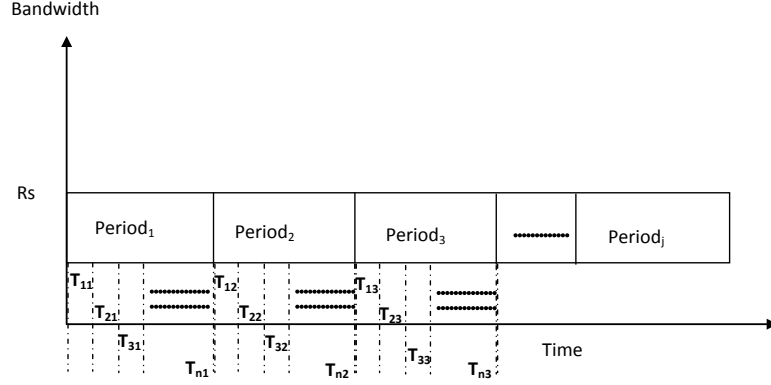 Bandwidth
Rs
Period₁ Period₂ Period₃ Periodⱼ
T₁₁ T₁₂ T₁₃
T₂₁ T₂₂ T₂₃
T₃₁ T₃₂ T₃₃ Time
Tₙ₁ Tₙ₂ Tₙ₃